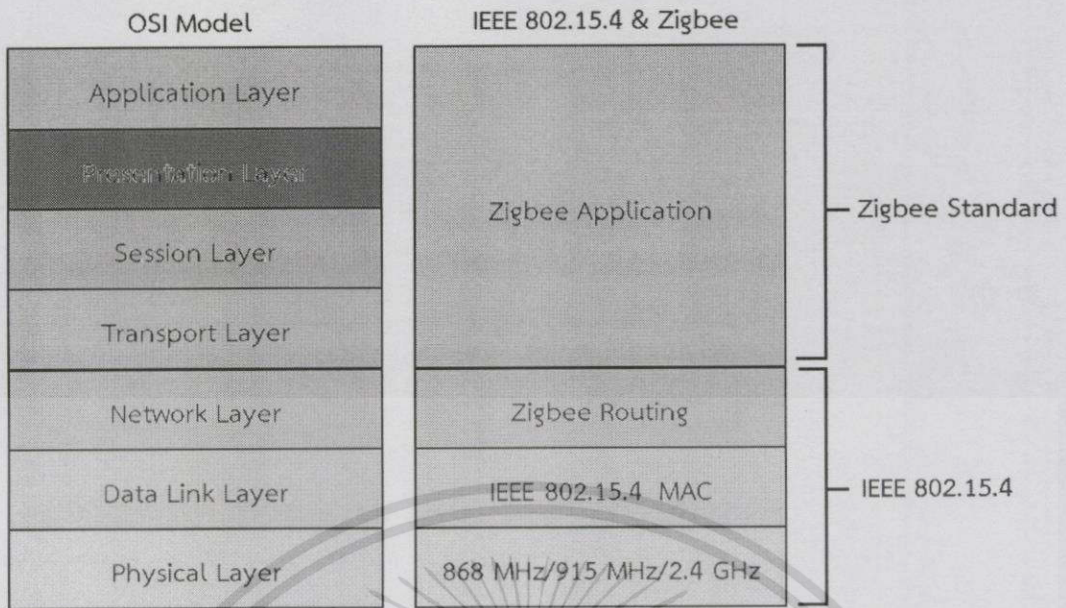 OSI Model
IEEE 802.15.4 & Zigbee
Application Layer
Presentation Layer
Session Layer
Transport Layer
Network Layer
Data Link Layer
Physical Layer
Zigbee Application
Zigbee Routing
IEEE 802.15.4 MAC
868 MHz/915 MHz/2.4 GHz
Zigbee Standard
IEEE 802.15.4